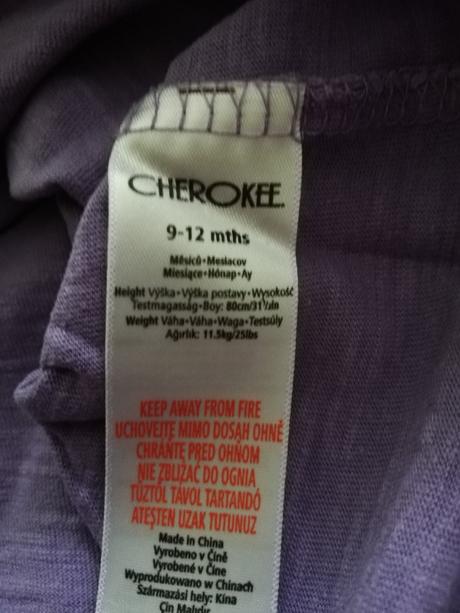 CHEROKEE
9-12 mths
Měsíců•Mesiacov
Miesiące•Hónap•Ay
Height Výška•Výška postavy•Wysokość
Testmagasság•Boy: 80cm/31½in
Weight Váha•Váha•Waga•Testsúly
Ağırlık: 11.5kg/25lbs
KEEP AWAY FROM FIRE
UCHOVEJTE MIMO DOSAH OHNĚ
CHRÁŇTE PRED OHŇOM
NIE ZBLIŻAĆ DO OGNIA
TŰZTŐL TÁVOL TARTANDÓ
ATEŞTEN UZAK TUTUNUZ
Made in China
Vyrobeno v Číně
Vyrobené v Číne
Wyprodukowano w Chinach
Származási hely: Kína
Çin Malıdır